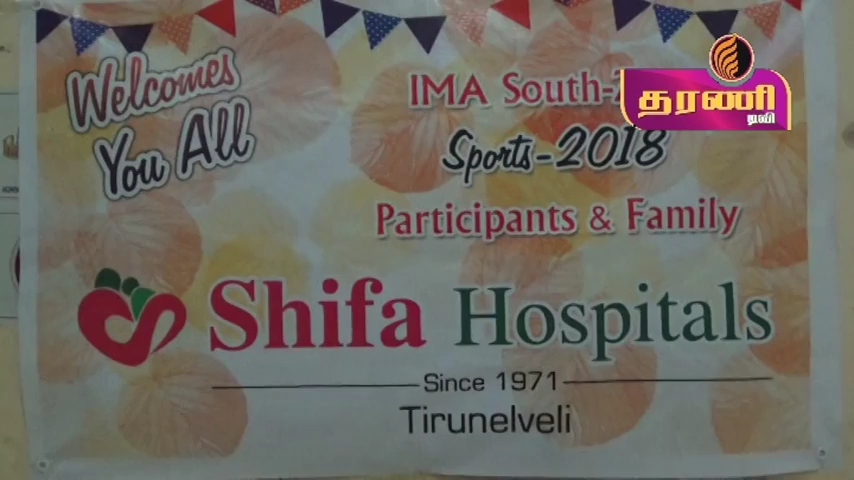 Welcomes
You All
IMA South-
Sports-2018
Participants & Family
Shifa Hospitals
Since 1971
Tirunelveli
தரணி
டிவி